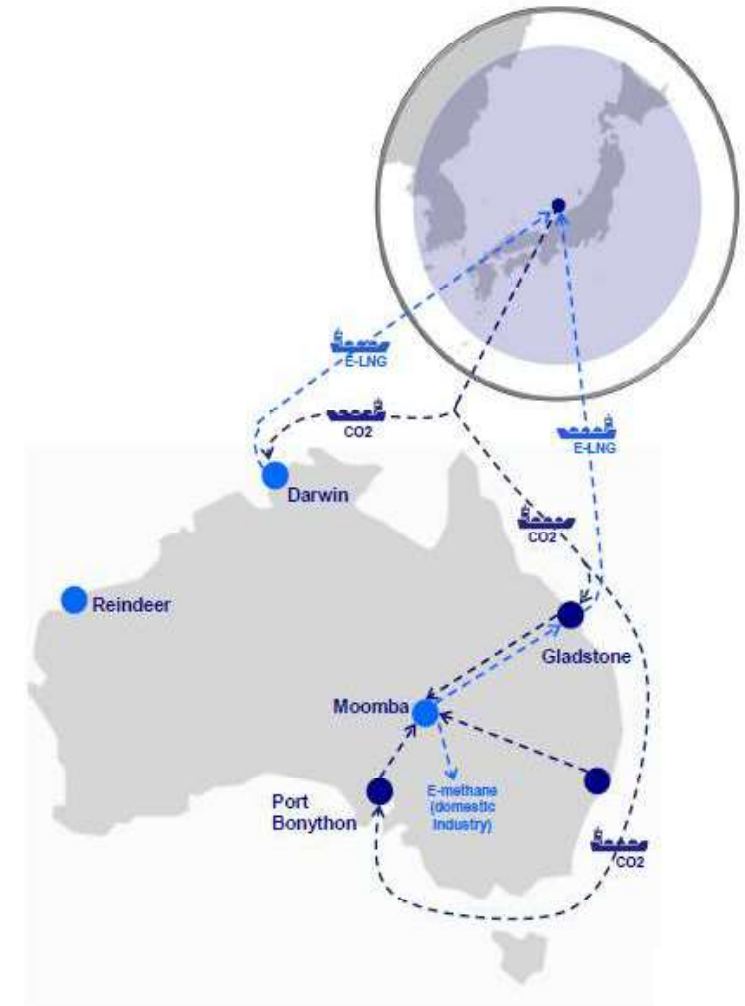 E-LNG
CO2
E-LNG
Darwin
CO2
Reindeer
Gladstone
Moomba
E-methane
(domestic
industry)
Port
Bonython
CO2